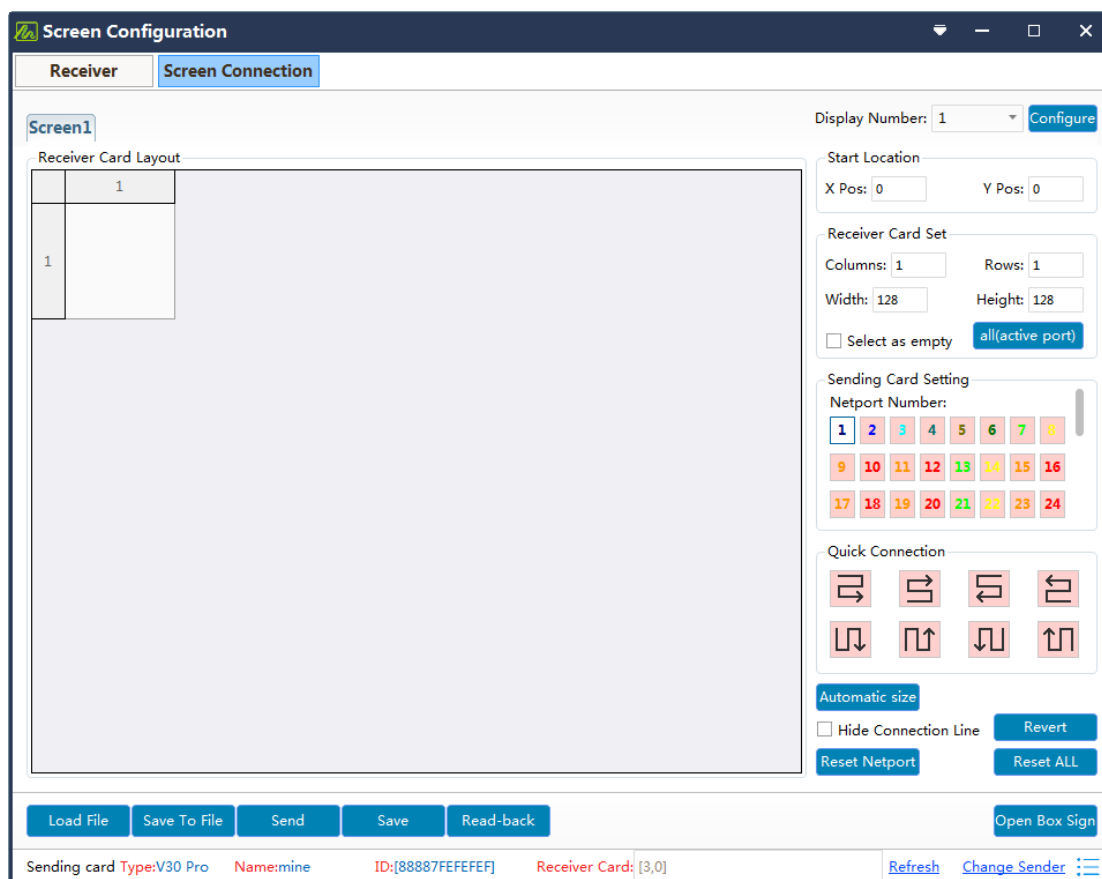 Screen Configuration
Receiver Screen Connection
Screen1
Display Number: 1 Configure
Receiver Card Layout
1
1
Start Location
X Pos: 0 Y Pos: 0
Receiver Card Set
Columns: 1 Rows: 1
Width: 128 Height: 128
Select as empty all(active port)
Sending Card Setting
Netport Number:
1 2 3 4 5 6 7 8
9 10 11 12 13 14 15 16
17 18 19 20 21 22 23 24
Quick Connection
Automatic size
Hide Connection Line Revert
Reset Netport Reset ALL
Load File Save To File Send Save Read-back Open Box Sign
Sending card Type:V30 Pro Name:mine ID:[88887FEFEFEF] Receiver Card: [3,0] Refresh Change Sender